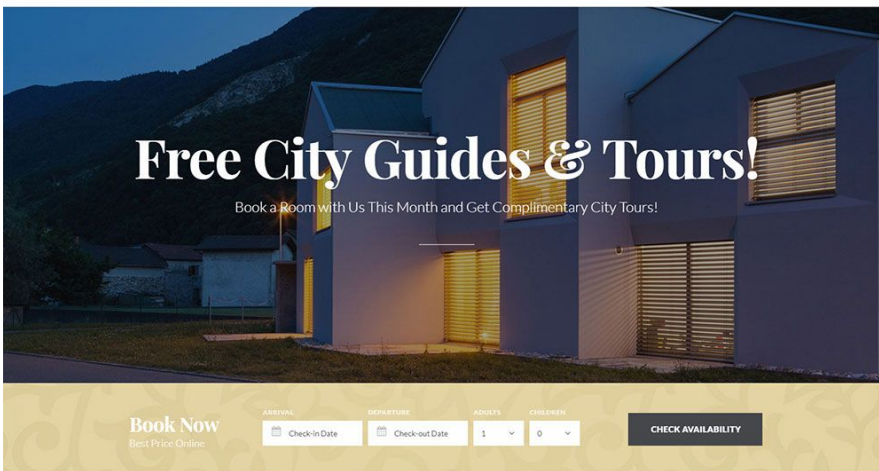 Free City Guides & Tours!
Book a Room with Us This Month and Get Complimentary City Tours!
Book Now
Best Price Online
ARRIVAL
Check-In Date
DEPARTURE
Check-out Date
ADULTS
1
CHILDREN
0
CHECK AVAILABILITY